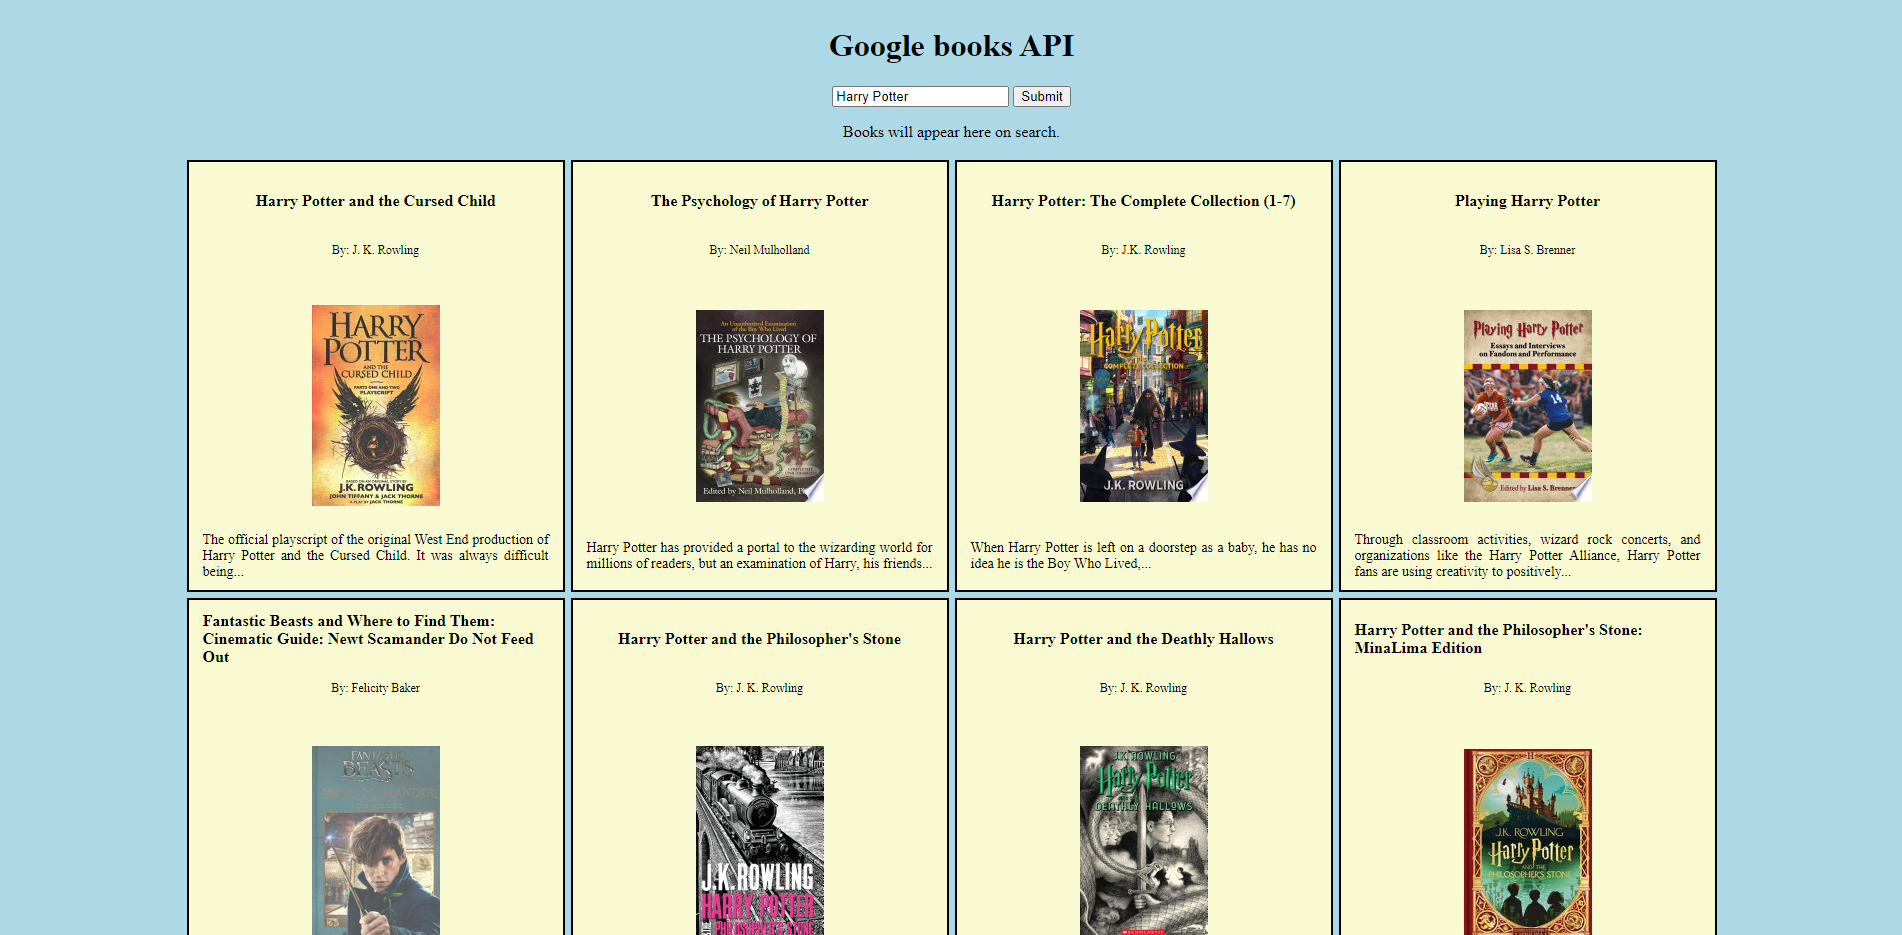 Google books API
Harry Potter
Submit
Books will appear here on search.
Harry Potter and the Cursed Child
By: J. K. Rowling
HARRY
POTTER
AND THE
CURSED CHILD
PARTS ONE AND TWO
PLAYSCRIPT
BASED ON AN ORIGINAL STORY BY
J.K. ROWLING
JOHN TIFFANY & JACK THORNE
A PLAY BY JACK THORNE
The official playscript of the original West End production of
Harry Potter and the Cursed Child. It was always difficult
being...
The Psychology of Harry Potter
By: Neil Mulholland
An Unauthorized Examination
of the Boy Who Lived
THE PSYCHOLOGY OF
HARRY POTTER
Edited by Neil Mulholland,
Harry Potter has provided a portal to the wizarding world for
millions of readers, but an examination of Harry, his friends...
Harry Potter: The Complete Collection (1-7)
By: J.K. Rowling
Harry Potter
COMPLETE COLLECTION
J.K. ROWLING
When Harry Potter is left on a doorstep as a baby, he has no
idea he is the Boy Who Lived,...
Playing Harry Potter
By: Lisa S. Brenner
Playing Harry Potter
Essays and Interviews
on Fandom and Performance
14
Edited by Lisa S. Brenner
Through classroom activities, wizard rock concerts, and
organizations like the Harry Potter Alliance, Harry Potter
fans are using creativity to positively...
Fantastic Beasts and Where to Find Them:
Cinematic Guide: Newt Scamander Do Not Feed
Out
By: Felicity Baker
FANTASTIC
BEASTS
Harry Potter and the Philosopher's Stone
By: J. K. Rowling
J.K. ROWLING
HARRY POTTER
PHILOSOPHER'S STONE
Harry Potter and the Deathly Hallows
By: J. K. Rowling
J.K. ROWLING
Harry Potter
DEATHLY HALLOWS
SCHOLASTIC
Harry Potter and the Philosopher's Stone:
MinaLima Edition
By: J. K. Rowling
J.K. ROWLING
Harry Potter
AND THE
PHILOSOPHER'S STONE